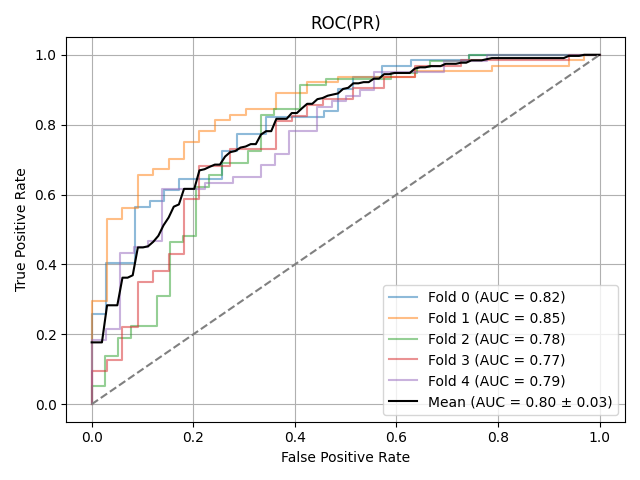 ROC(PR)
True Positive Rate
1.0
0.8
0.6
0.4
0.2
0.0
Fold 0 (AUC = 0.82)
Fold 1 (AUC = 0.85)
Fold 2 (AUC = 0.78)
Fold 3 (AUC = 0.77)
Fold 4 (AUC = 0.79)
Mean (AUC = 0.80 ± 0.03)
0.0 0.2 0.4 0.6 0.8 1.0
False Positive Rate